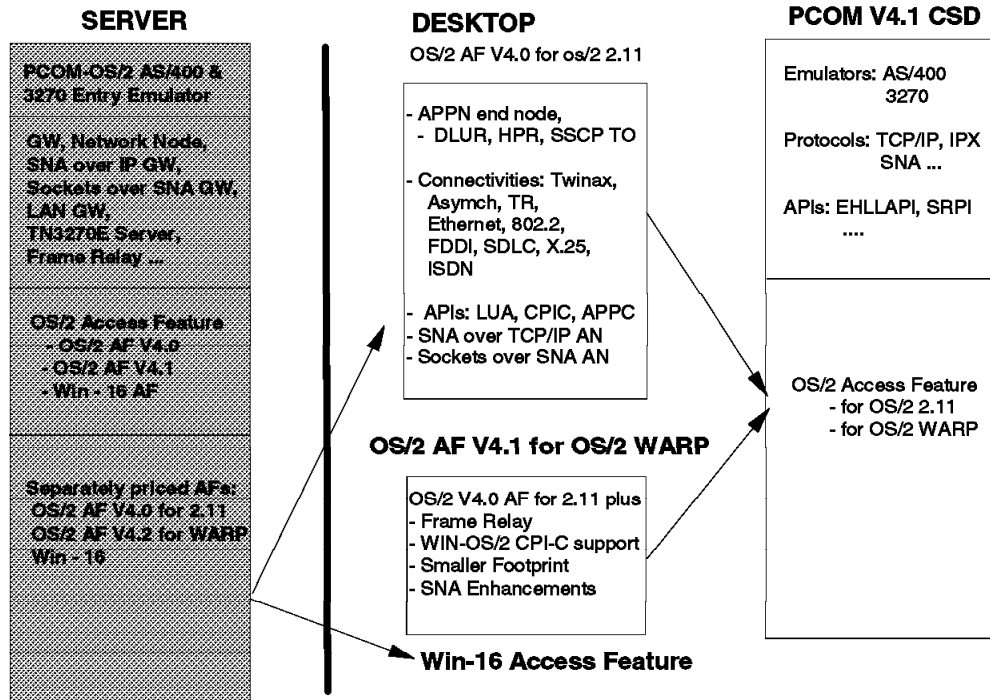 SERVER
PCOM-OS/2 AS/400 &
3270 Entry Emulator
GW, Network Node,
SNA over IP GW,
Sockets over SNA GW,
LAN GW,
TN3270E Server,
Frame Relay ...
OS/2 Access Feature
- OS/2 AF V4.0
- OS/2 AF V4.1
- Win - 16 AF
Separately priced AFs:
OS/2 AF V4.0 for 2.11
OS/2 AF V4.2 for WARP
Win - 16
DESKTOP
OS/2 AF V4.0 for os/2 2.11
- APPN end node,
- DLUR, HPR, SSCP TO
- Connectivities: Twinax,
Asymch, TR,
Ethernet, 802.2,
FDDI, SDLC, X.25,
ISDN
- APIs: LUA, CPIC, APPC
- SNA over TCP/IP AN
- Sockets over SNA AN
OS/2 AF V4.1 for OS/2 WARP
OS/2 V4.0 AF for 2.11 plus
- Frame Relay
- WIN-OS/2 CPI-C support
- Smaller Footprint
- SNA Enhancements
Win-16 Access Feature
PCOM V4.1 CSD
Emulators: AS/400
3270
Protocols: TCP/IP, IPX
SNA ...
APIs: EHLLAPI, SRPI
....
OS/2 Access Feature
- for OS/2 2.11
- for OS/2 WARP